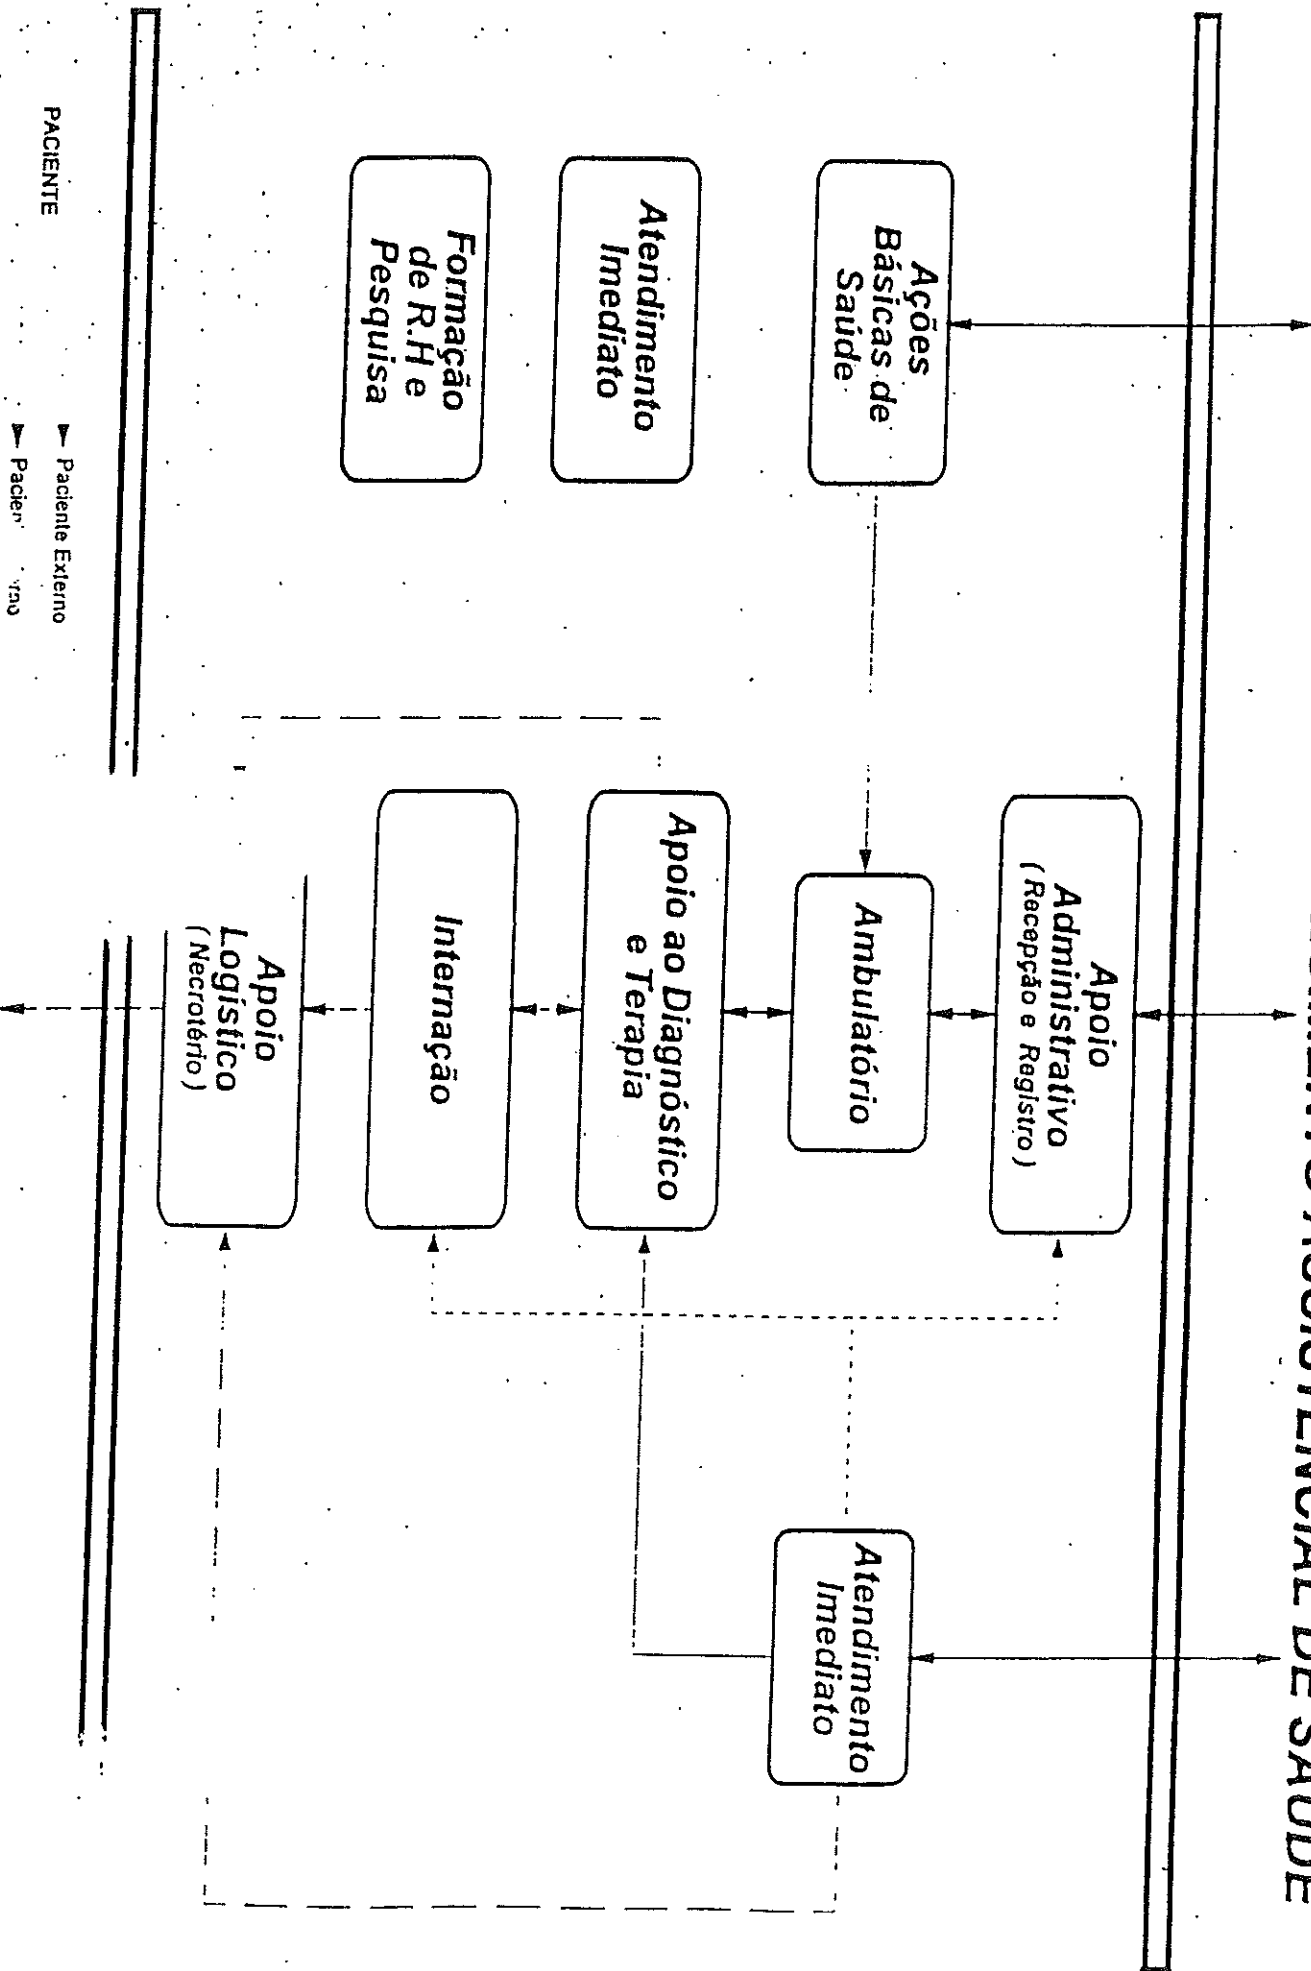 ASSISTENCIAL DE SAÚDE
Ações
Básicas de
Saúde
Atendimento
Imediato
Formação
de R.H e
Pesquisa
Apoio
Administrativo
( Recepção e Registro )
Ambulatório
Apoio ao Diagnóstico
e Terapia
Internação
Apoio
Logístico
( Necrotério )
Atendimento
Imediato
PACIENTE
Paciente Externo